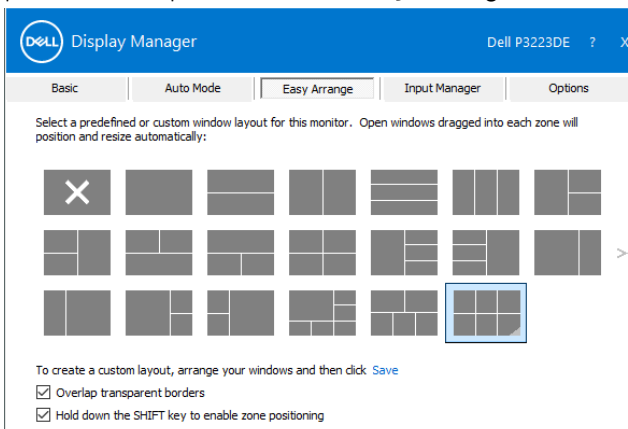 DELL Display Manager
Dell P3223DE ? X
Basic Auto Mode Easy Arrange Input Manager Options
Select a predefined or custom window layout for this monitor. Open windows dragged into each zone will
position and resize automatically:
>
To create a custom layout, arrange your windows and then click Save
Overlap transparent borders
Hold down the SHIFT key to enable zone positioning